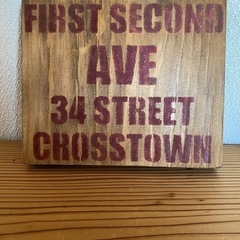 FIRST SECOND
AVE
34 STREET
CROSSTOWN